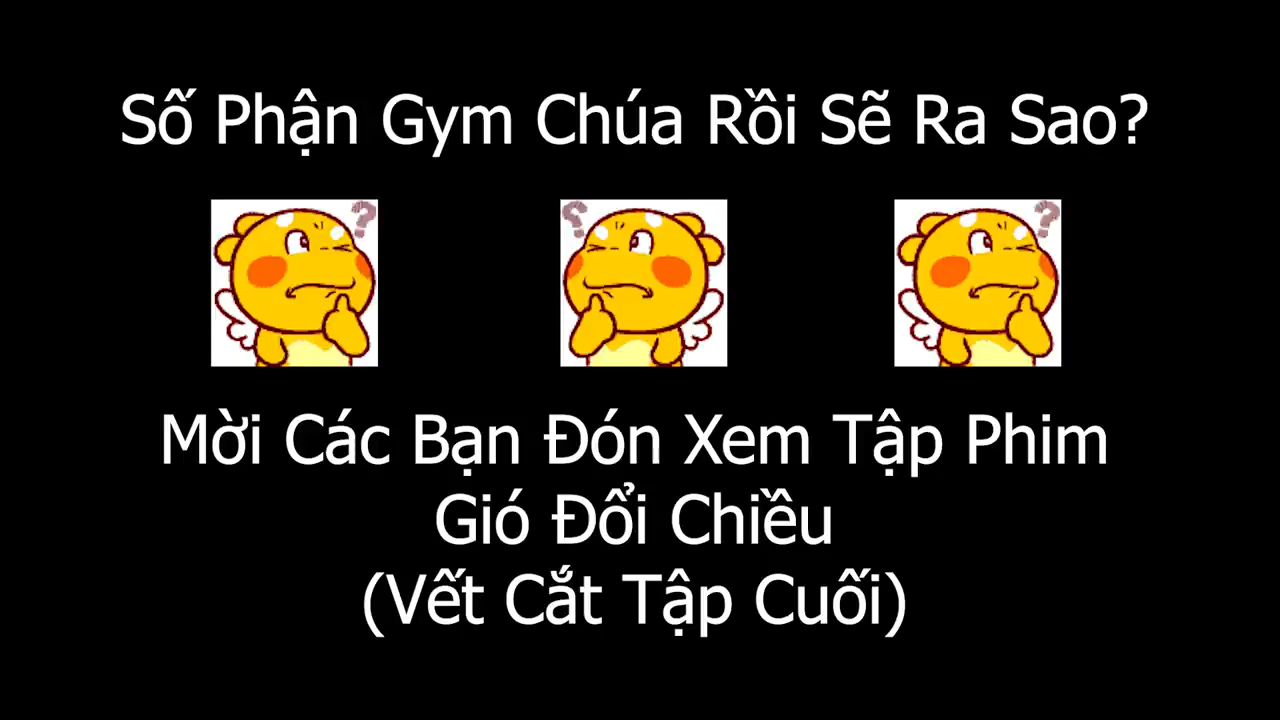 Số Phận Gym Chúa Rồi Sẽ Ra Sao?
? ? ?
Mời Các Bạn Đón Xem Tập Phim
Gió Đổi Chiều
(Vết Cắt Tập Cuối)